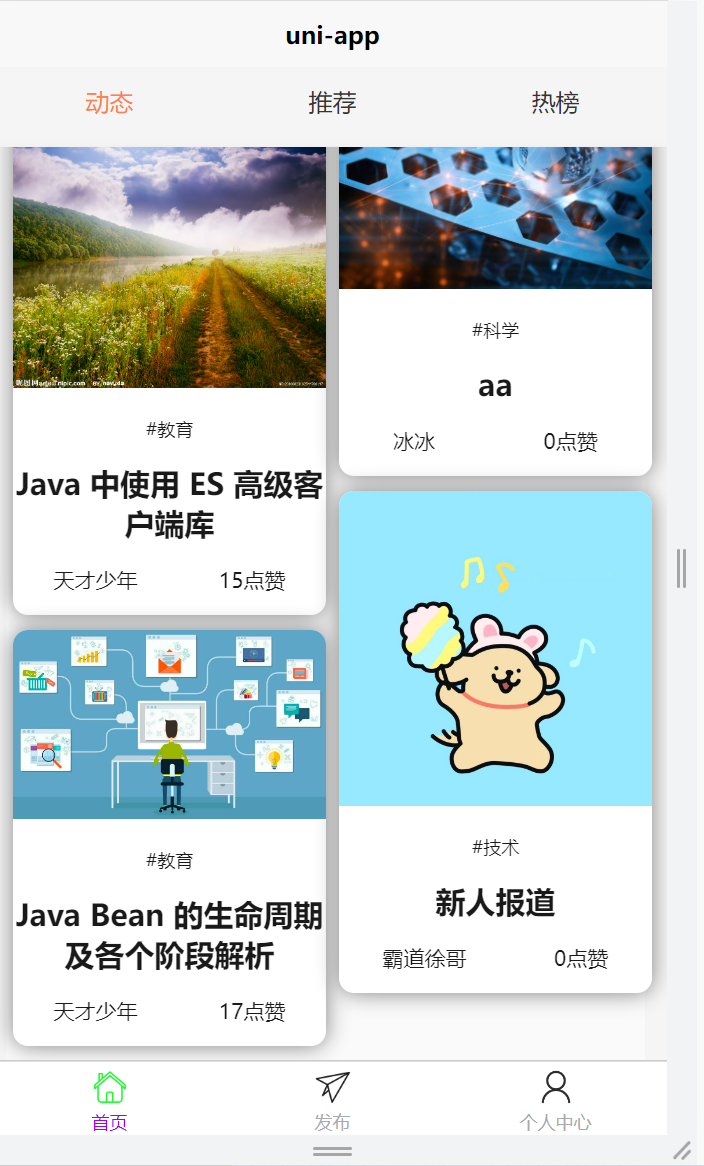 uni-app
动态
推荐
热榜
#教育
Java 中使用 ES 高级客
户端库
天才少年
15点赞
#教育
Java Bean 的生命周期
及各个阶段解析
天才少年
17点赞
#科学
aa
冰冰
0点赞
#技术
新人报道
霸道徐哥
0点赞
首页
发布
个人中心